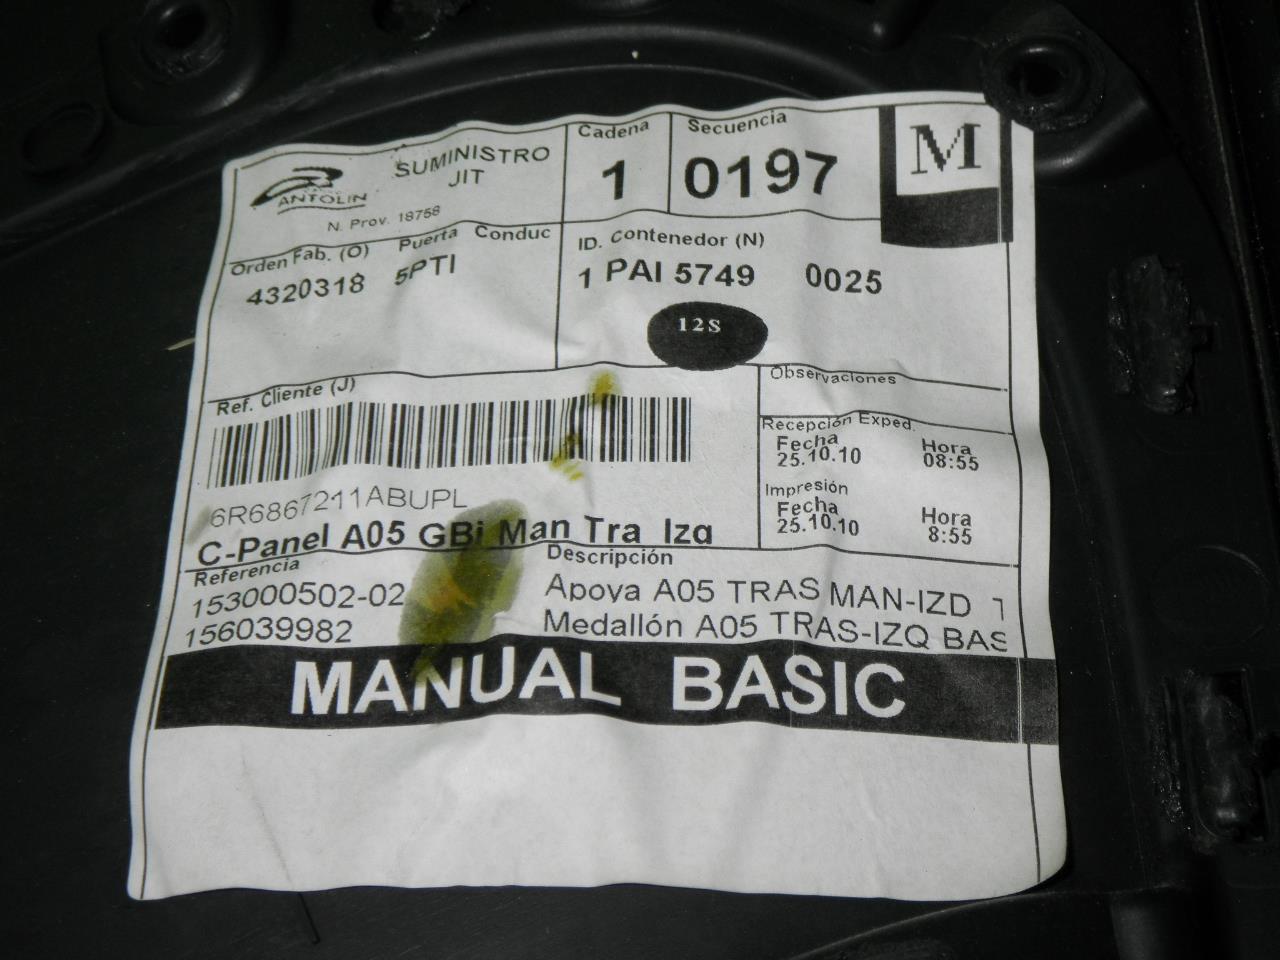 ANTOLIN
SUMINISTRO
JIT
N. Prov. 18758
Cadena
1
Secuencia
0197
M
Orden Fab. (O) Puerta Conduc
4320318 5PTI
ID. Contenedor (N)
1 PAI 5749 0025
12S
Ref. Cliente (J)
6R6867211ABUPL
C-Panel A05 GBi Man Tra Izq
Observaciones
Recepción Exped.
Fecha Hora
25.10.10 08:55
Impresión
Fecha Hora
25.10.10 8:55
Referencia Descripción
153000502-02 Apoya A05 TRAS MAN-IZD
156039982 Medallón A05 TRAS-IZQ BAS
MANUAL BASIC